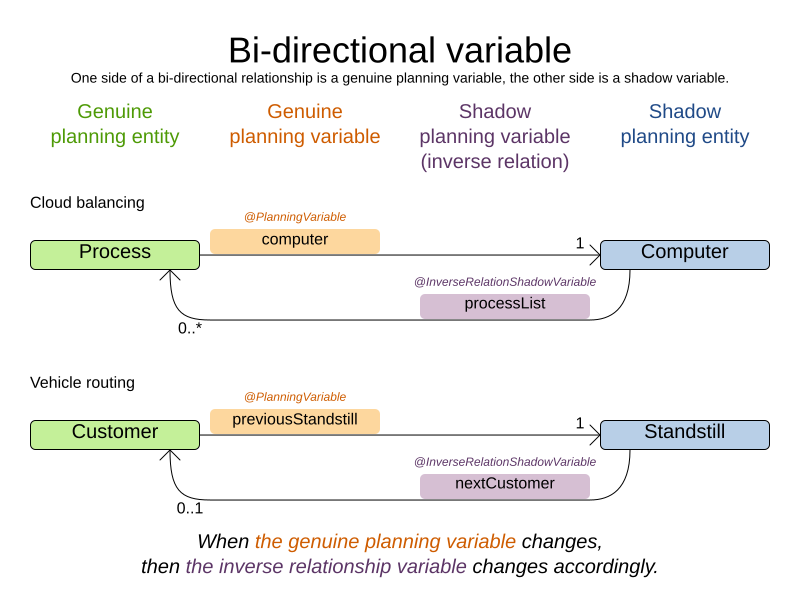 Bi-directional variable
One side of a bi-directional relationship is a genuine planning variable, the other side is a shadow variable.
Genuine planning entity
Genuine planning variable
Shadow planning variable (inverse relation)
Shadow planning entity
Cloud balancing
@PlanningVariable
computer
Process
1
Computer
@InverseRelationShadowVariable
processList
0..*
Vehicle routing
@PlanningVariable
previousStandstill
Customer
1
Standstill
@InverseRelationShadowVariable
nextCustomer
0..1
When the genuine planning variable changes,
then the inverse relationship variable changes accordingly.